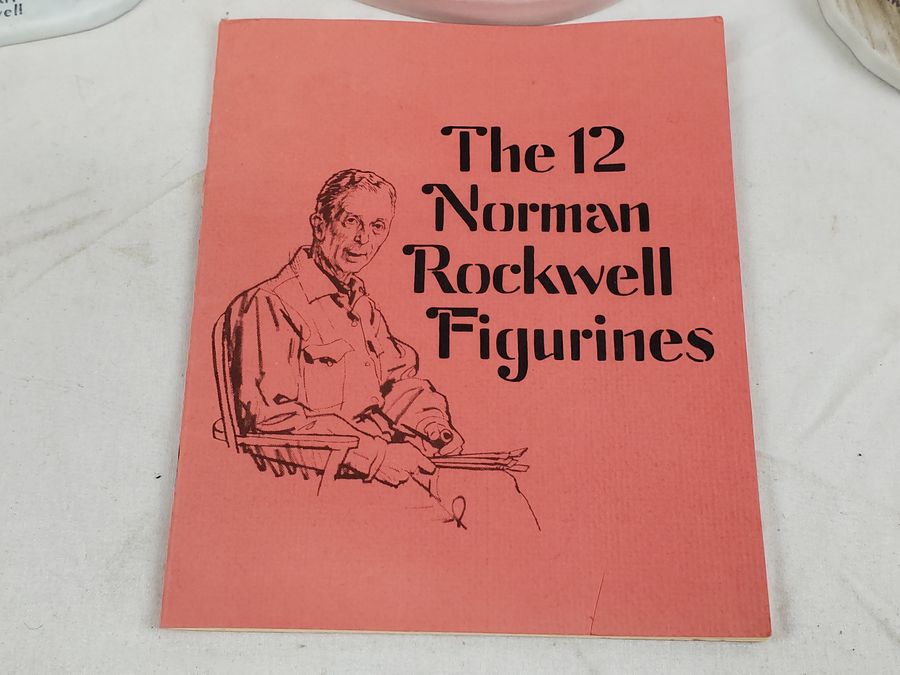 The 12
Norman
Rockwell
Figurines